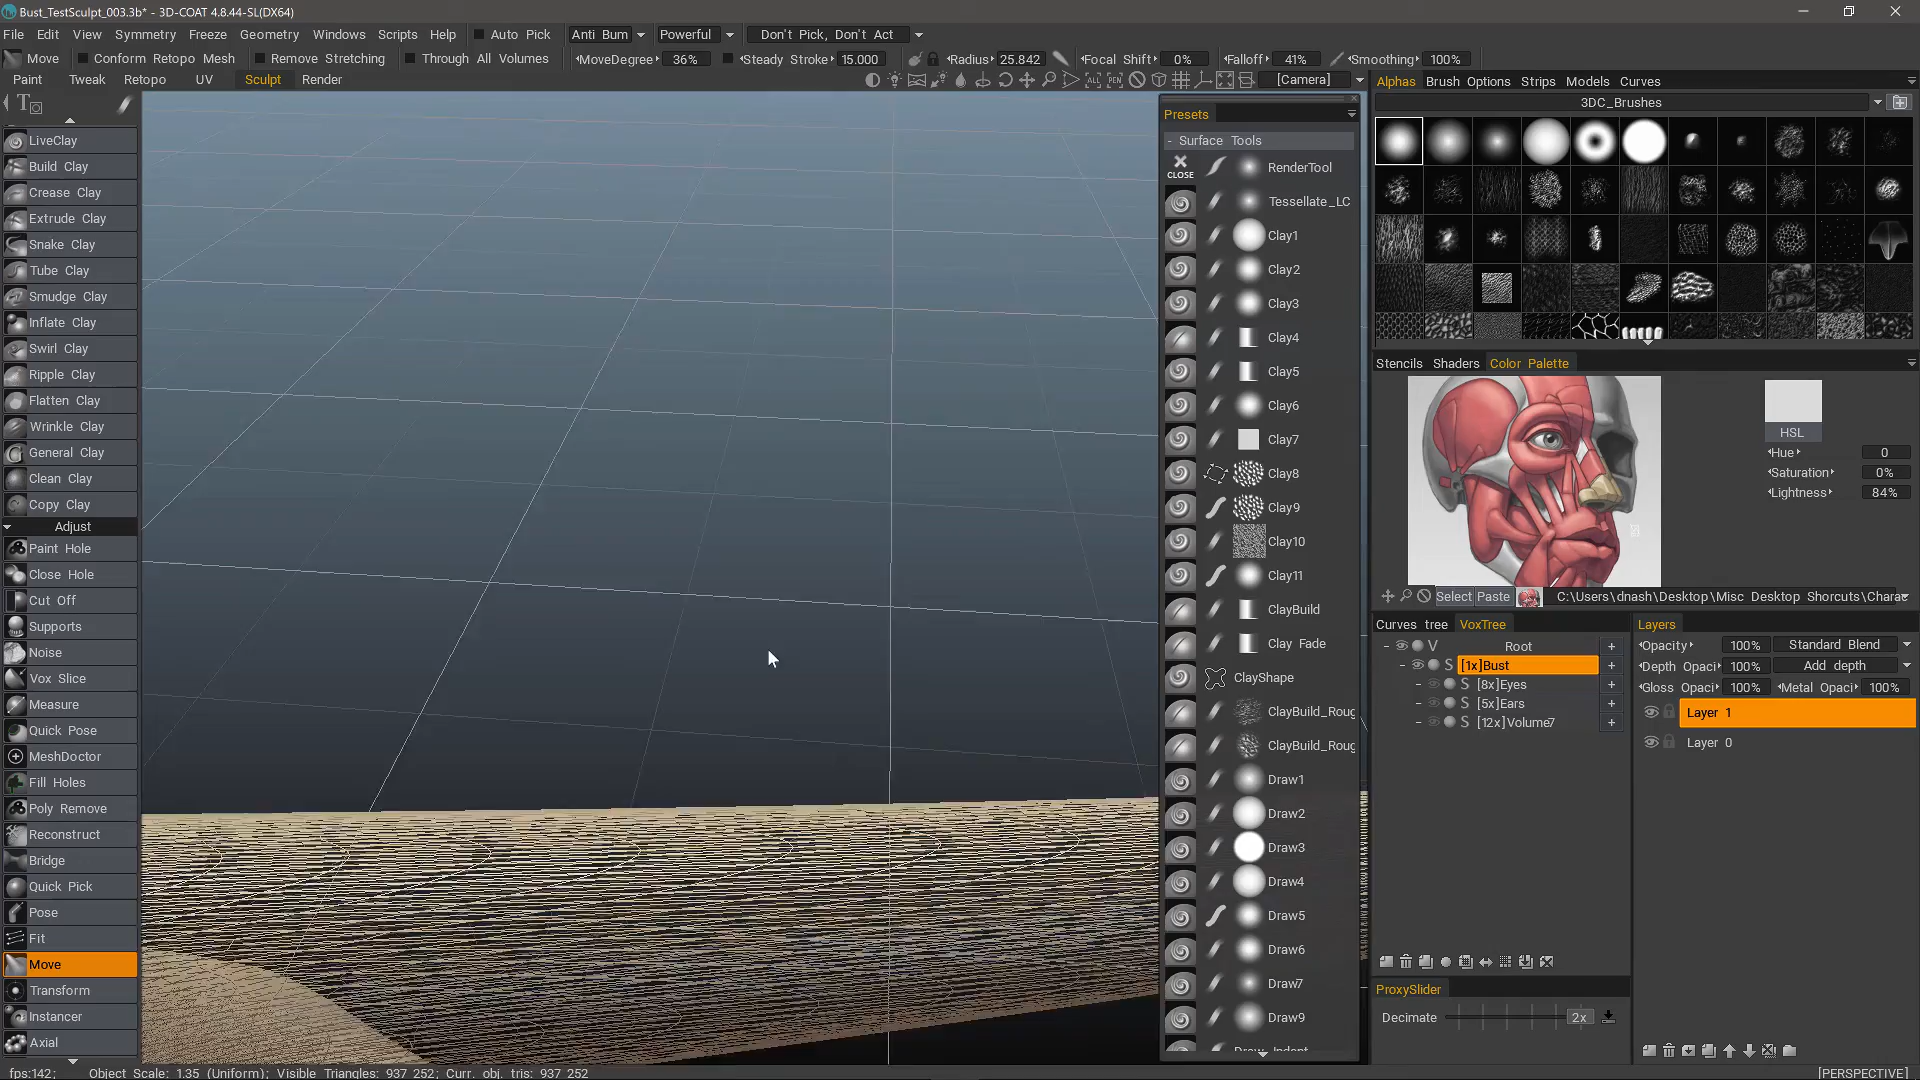 Bust_TestSculpt_003.3b* - 3D-COAT 4.8.44-SL(DX64)
File Edit View Symmetry Freeze Geometry Windows Scripts Help Auto Pick Anti Bum Powerful Don't Pick, Don't Act
Move Conform Retopo Mesh Remove Stretching Through All Volumes MoveDegree 36% Steady Stroke 15.000 Radius 25.842 Focal Shift 0% Falloff 41% Smoothing 100%
Paint Tweak Retopo UV Sculpt Render [Camera]
LiveClay
Build Clay
Crease Clay
Extrude Clay
Snake Clay
Tube Clay
Smudge Clay
Inflate Clay
Swirl Clay
Ripple Clay
Flatten Clay
Wrinkle Clay
General Clay
Clean Clay
Copy Clay
Adjust
Paint Hole
Close Hole
Cut Off
Supports
Noise
Vox Slice
Measure
Quick Pose
MeshDoctor
Fill Holes
Poly Remove
Reconstruct
Bridge
Quick Pick
Pose
Fit
Move
Transform
Instancer
Axial
Presets
- Surface Tools
CLOSE RenderTool
Tessellate_LC
Clay1
Clay2
Clay3
Clay4
Clay5
Clay6
Clay7
Clay8
Clay9
Clay10
Clay11
ClayBuild
Clay Fade
ClayShape
ClayBuild_Roug
ClayBuild_Roug
Draw1
Draw2
Draw3
Draw4
Draw5
Draw6
Draw7
Draw9
Alphas Brush Options Strips Models Curves
3DC_Brushes
Stencils Shaders Color Palette
HSL
Hue 0
Saturation 0%
Lightness 84%
Select Paste C:\Users\dnash\Desktop\Misc Desktop Shorcuts\Chara
Curves tree VoxTree
V Root +
S [1x]Bust +
S [8x]Eyes +
S [5x]Ears +
S [12x]Volume7 +
ProxySlider
Decimate 2x
Layers
Opacity 100% Standard Blend
Depth Opaci 100% Add depth
Gloss Opaci 100% Metal Opaci 100%
Layer 1
Layer 0
fps:142; Object Scale: 1.35 (Uniform); Visible Triangles: 937 252; Curr. obj. tris: 937 252
[PERSPECTIVE]